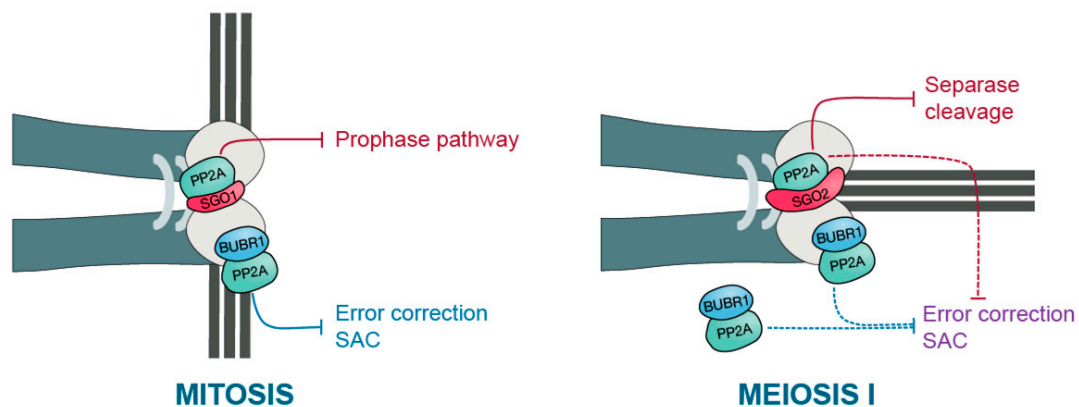 Prophase pathway
PP2A
SGO1
BUBR1
PP2A
Error correction
SAC
MITOSIS
Separase
cleavage
PP2A
SGO2
BUBR1
PP2A
BUBR1
PP2A
Error correction
SAC
MEIOSIS I